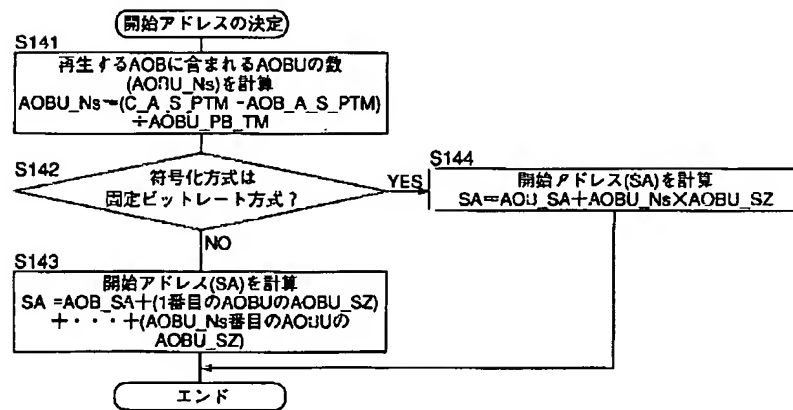 開始アドレスの決定
S141
再生するAOBに含まれるAOBUの数
(AOBU_Ns)を計算
AOBU_Ns=(C_A_S_PTM -AOB_A_S_PTM)
÷AOBU_PB_TM
S142
符号化方式は
固定ビットレート方式?
YES
S144
開始アドレス(SA)を計算
SA=AOB_SA+AOBU_Ns×AOBU_SZ
NO
S143
開始アドレス(SA)を計算
SA =AOB_SA+(1番目のAOBUのAOBU_SZ)
+・・・+(AOBU_Ns番目のAOBUの
AOBU_SZ)
エンド